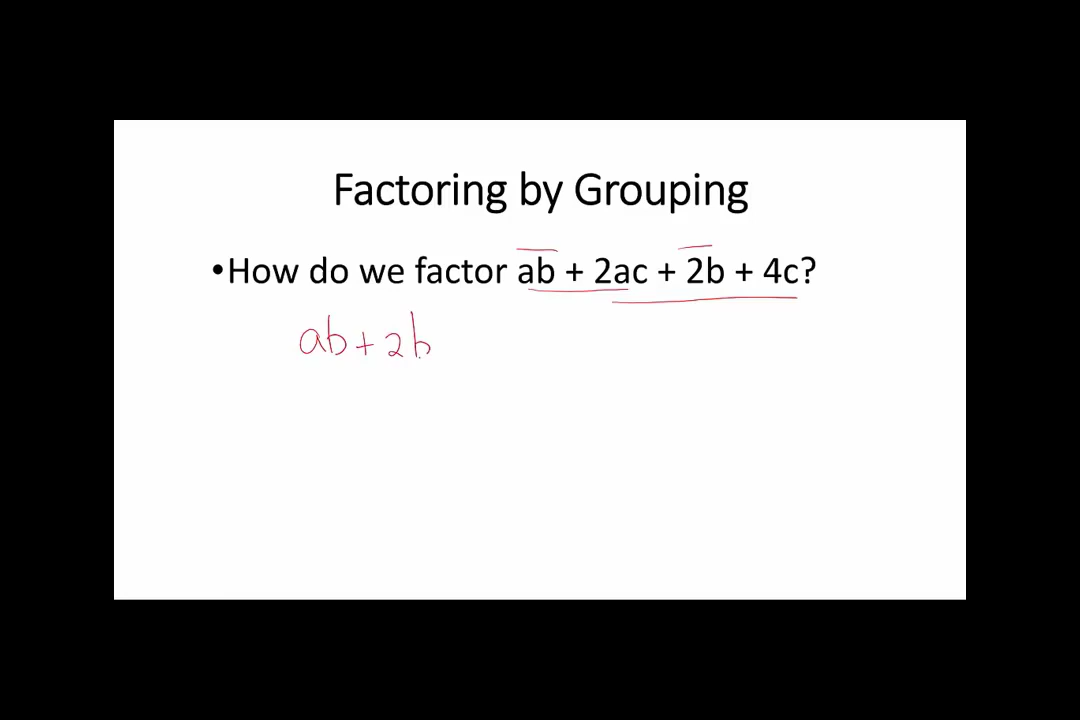 Factoring by Grouping
•How do we factor ab + 2ac + 2b + 4c?
ab + 2b